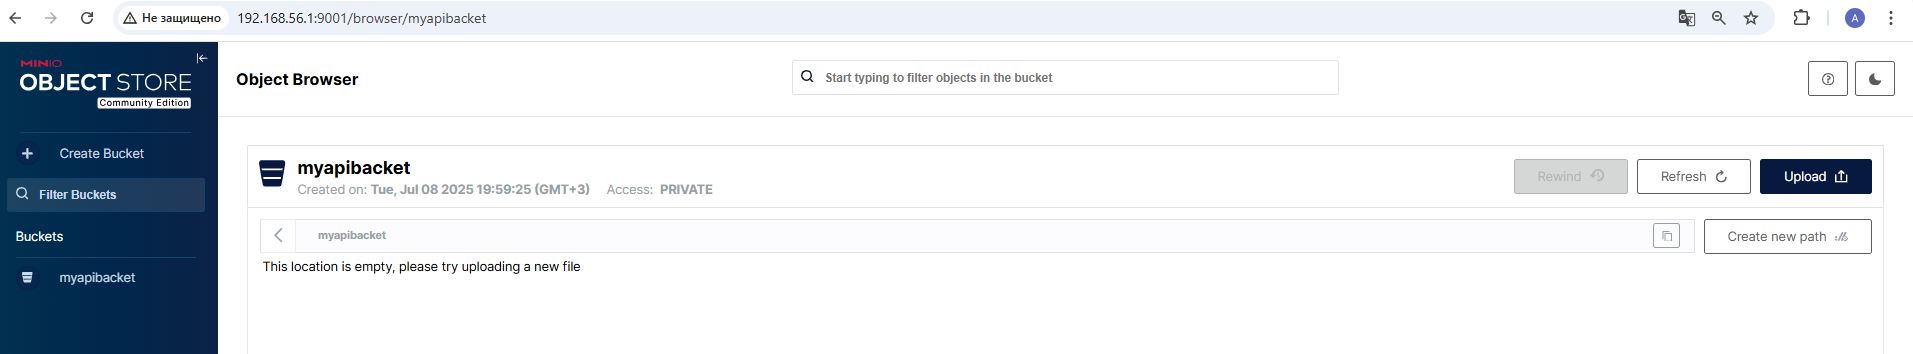 Не защищено
192.168.56.1:9001/browser/myapibacket
A
MINIO
OBJECT STORE
Community Edition
Create Bucket
Filter Buckets
Buckets
myapibacket
Object Browser
Start typing to filter objects in the bucket
myapibacket
Created on: Tue, Jul 08 2025 19:59:25 (GMT+3) Access: PRIVATE
Rewind
Refresh
Upload
myapibacket
Create new path
This location is empty, please try uploading a new file